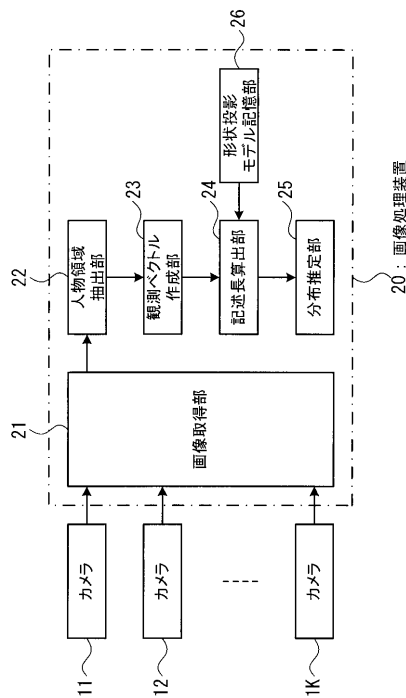 11
カメラ
12
カメラ
1K
カメラ
21
画像取得部
22
人物領域
抽出部
23
観測ベクトル
作成部
24
記述長算出部
25
分布推定部
26
形状投影
モデル記憶部
20：画像処理装置